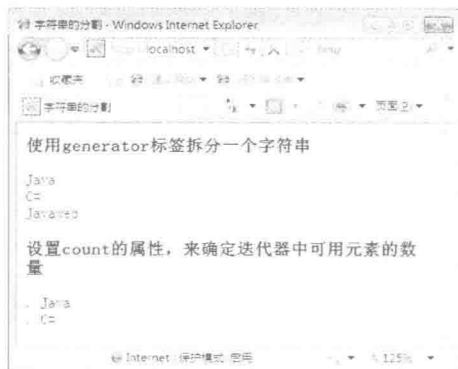 字符串的分割 - Windows Internet Explorer
localhost
收藏夹
字符串的分割
页面
使用generator标签拆分一个字符串
Java
C#
Javaweb
设置count的属性，来确定迭代器中可用元素的数
量
. Java
. C#
Internet 保护模式: 启用
125%